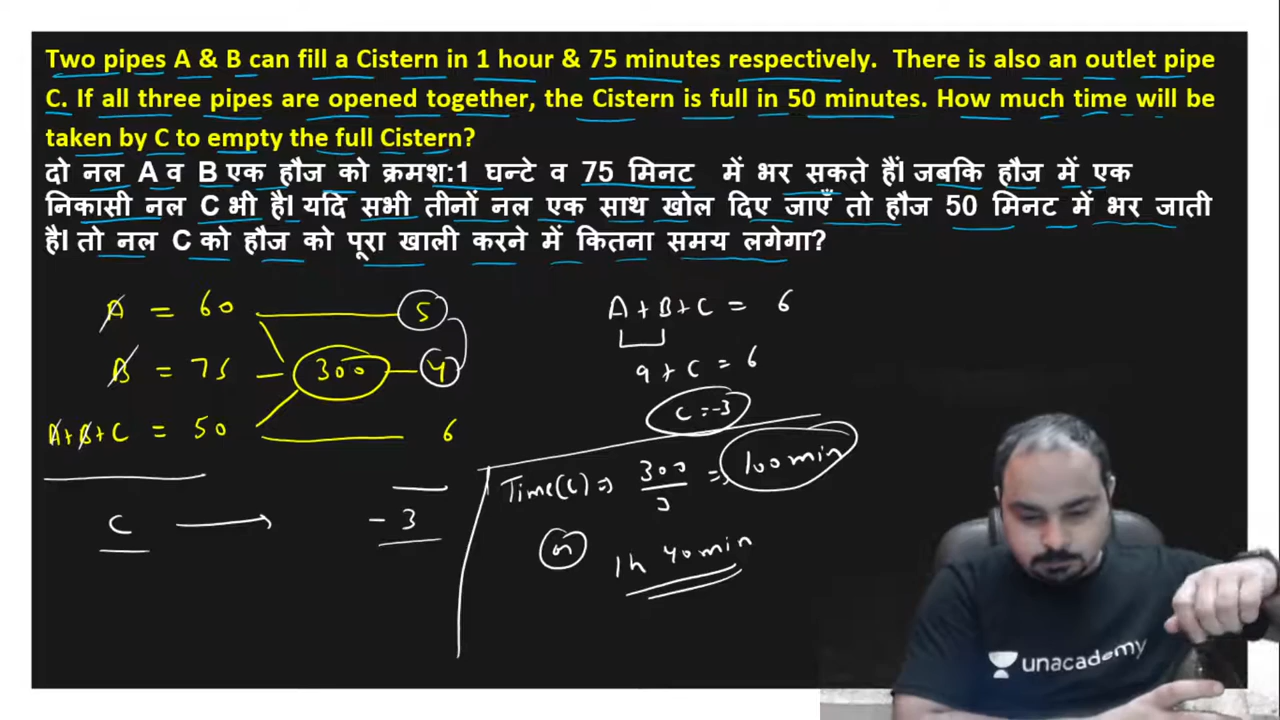 Two pipes A & B can fill a Cistern in 1 hour & 75 minutes respectively. There is also an outlet pipe
C. If all three pipes are opened together, the Cistern is full in 50 minutes. How much time will be
taken by C to empty the full Cistern?
दो नल A व B एक हौज को क्रमश:1 घन्टे व 75 मिनट में भर सकते हैं। जबकि हौज में एक
निकासी नल C भी है। यदि सभी तीनों नल एक साथ खोल दिए जाएँ तो हौज 50 मिनट में भर जाती
है। तो नल C को हौज को पूरा खाली करने में कितना समय लगेगा?
A = 60 5
B = 75 300 4
A+B+C = 50 6
C → -3
A+B+C = 6
9+C = 6
C = -3
Time(C) ⇒ 300/3 ⇒ 100 min
or
1h 40 min
unacademy